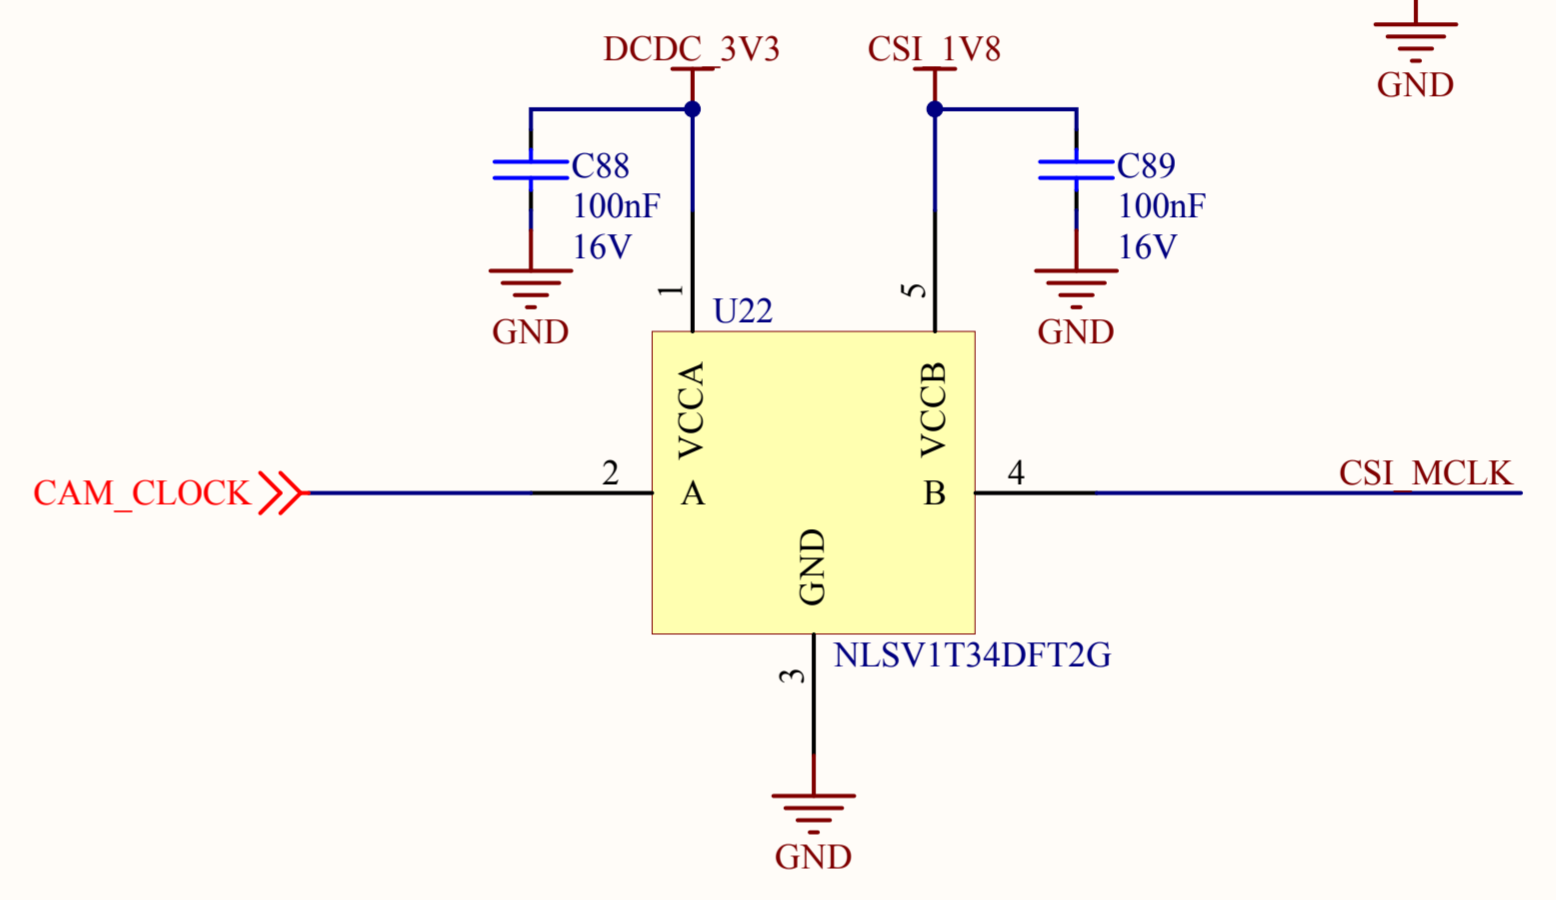 DCDC_3V3
CSI_1V8
GND
C88
100nF
16V
GND
C89
100nF
16V
GND
1
5
U22
VCCA
VCCB
CAM_CLOCK
2
A
B
4
CSI_MCLK
GND
3
NLSV1T34DFT2G
GND